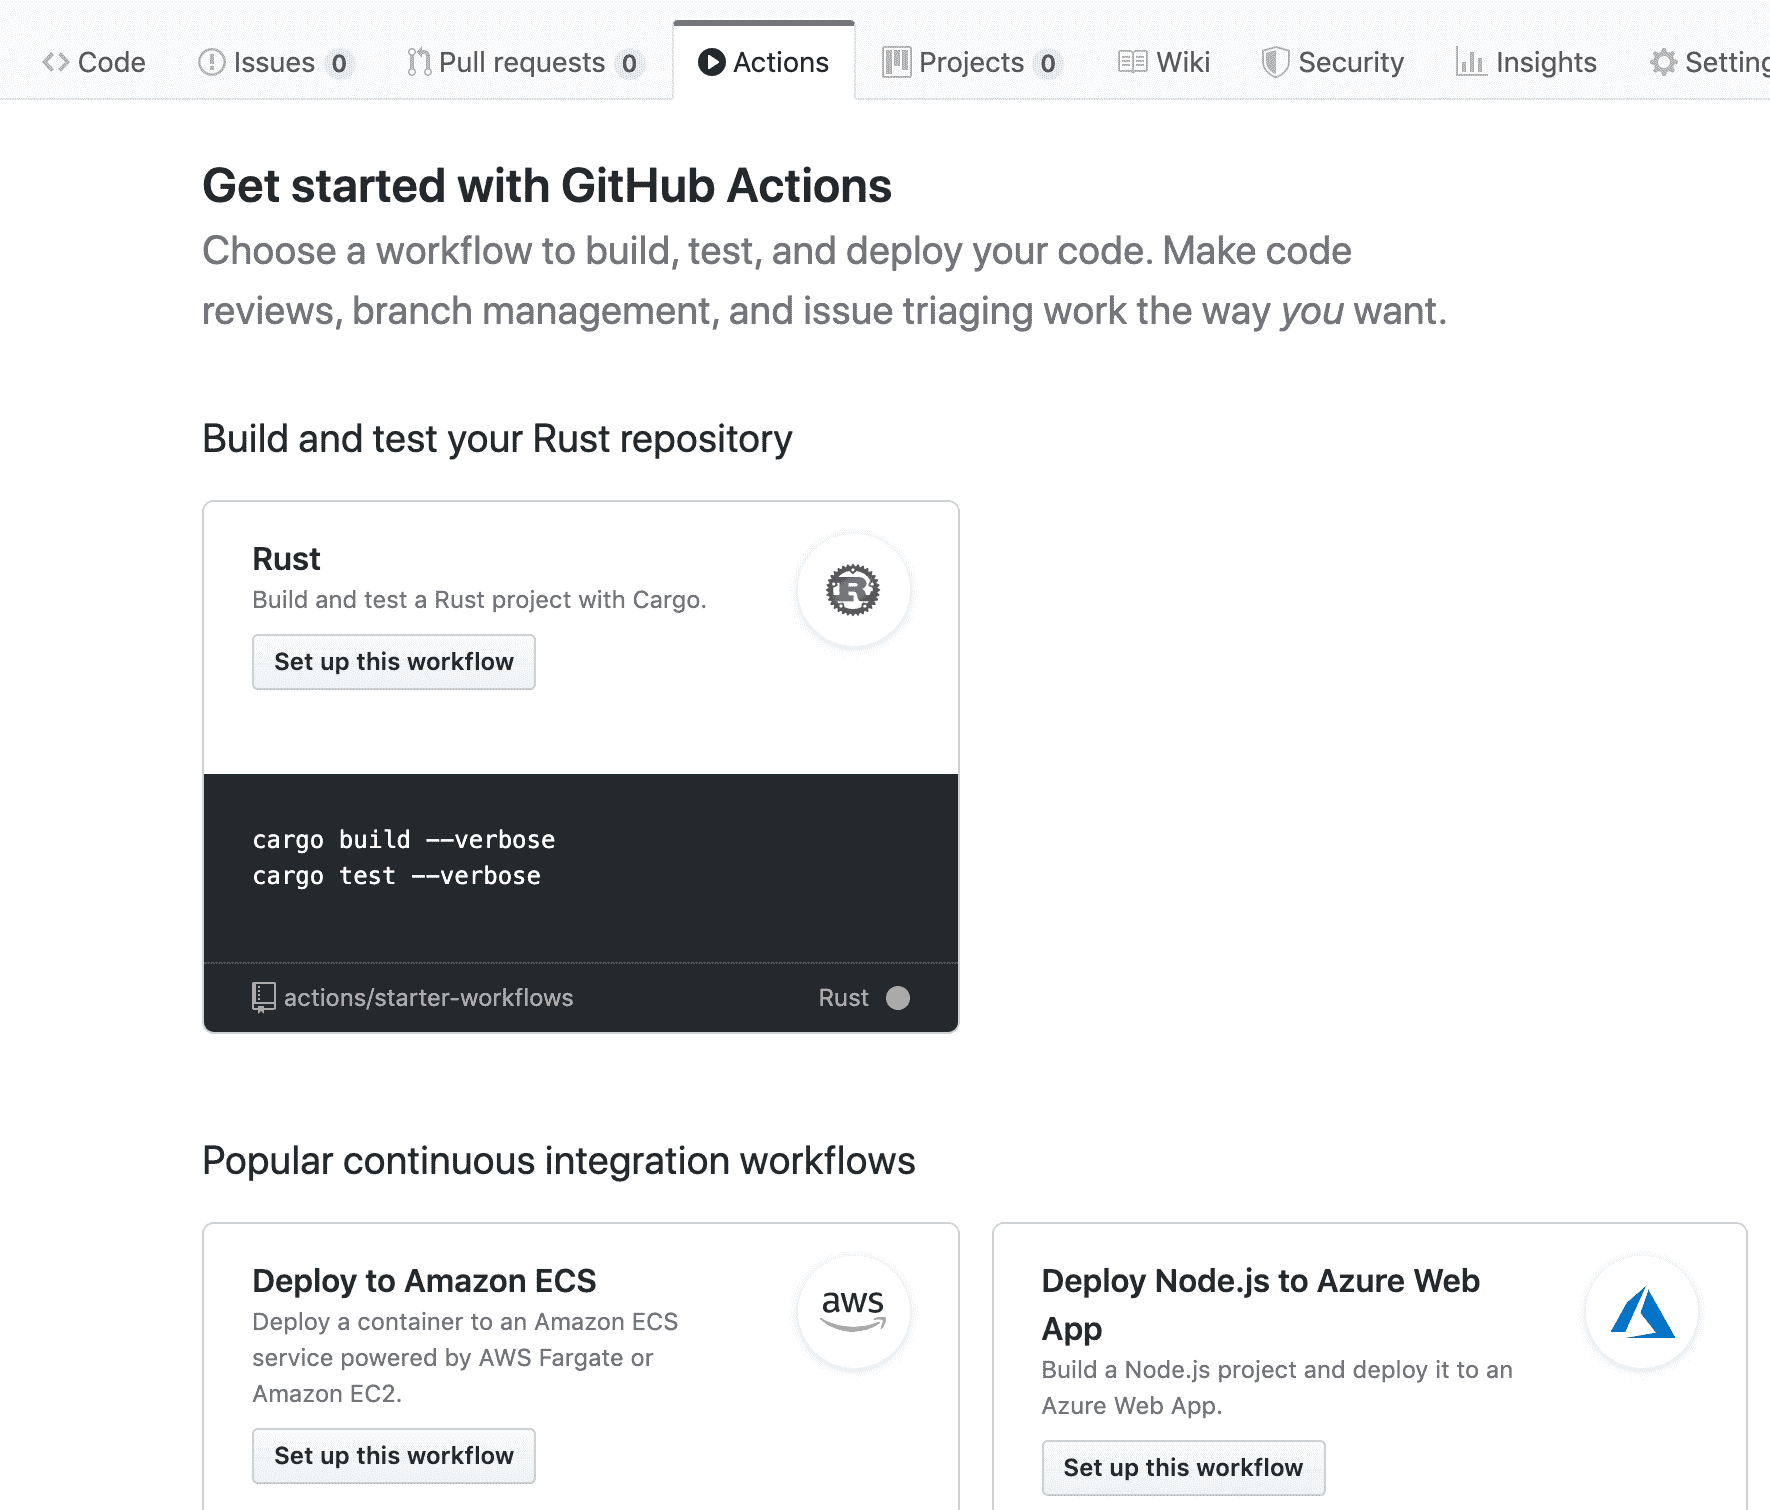 Code Issues 0 Pull requests 0 Actions Projects 0 Wiki Security Insights Setting
Get started with GitHub Actions
Choose a workflow to build, test, and deploy your code. Make code
reviews, branch management, and issue triaging work the way you want.
Build and test your Rust repository
Rust
Build and test a Rust project with Cargo.
R
Set up this workflow
cargo build --verbose
cargo test --verbose
actions/starter-workflows Rust
Popular continuous integration workflows
Deploy to Amazon ECS
Deploy a container to an Amazon ECS
service powered by AWS Fargate or
Amazon EC2.
aws
Set up this workflow
Deploy Node.js to Azure Web
App
Build a Node.js project and deploy it to an
Azure Web App.
Set up this workflow